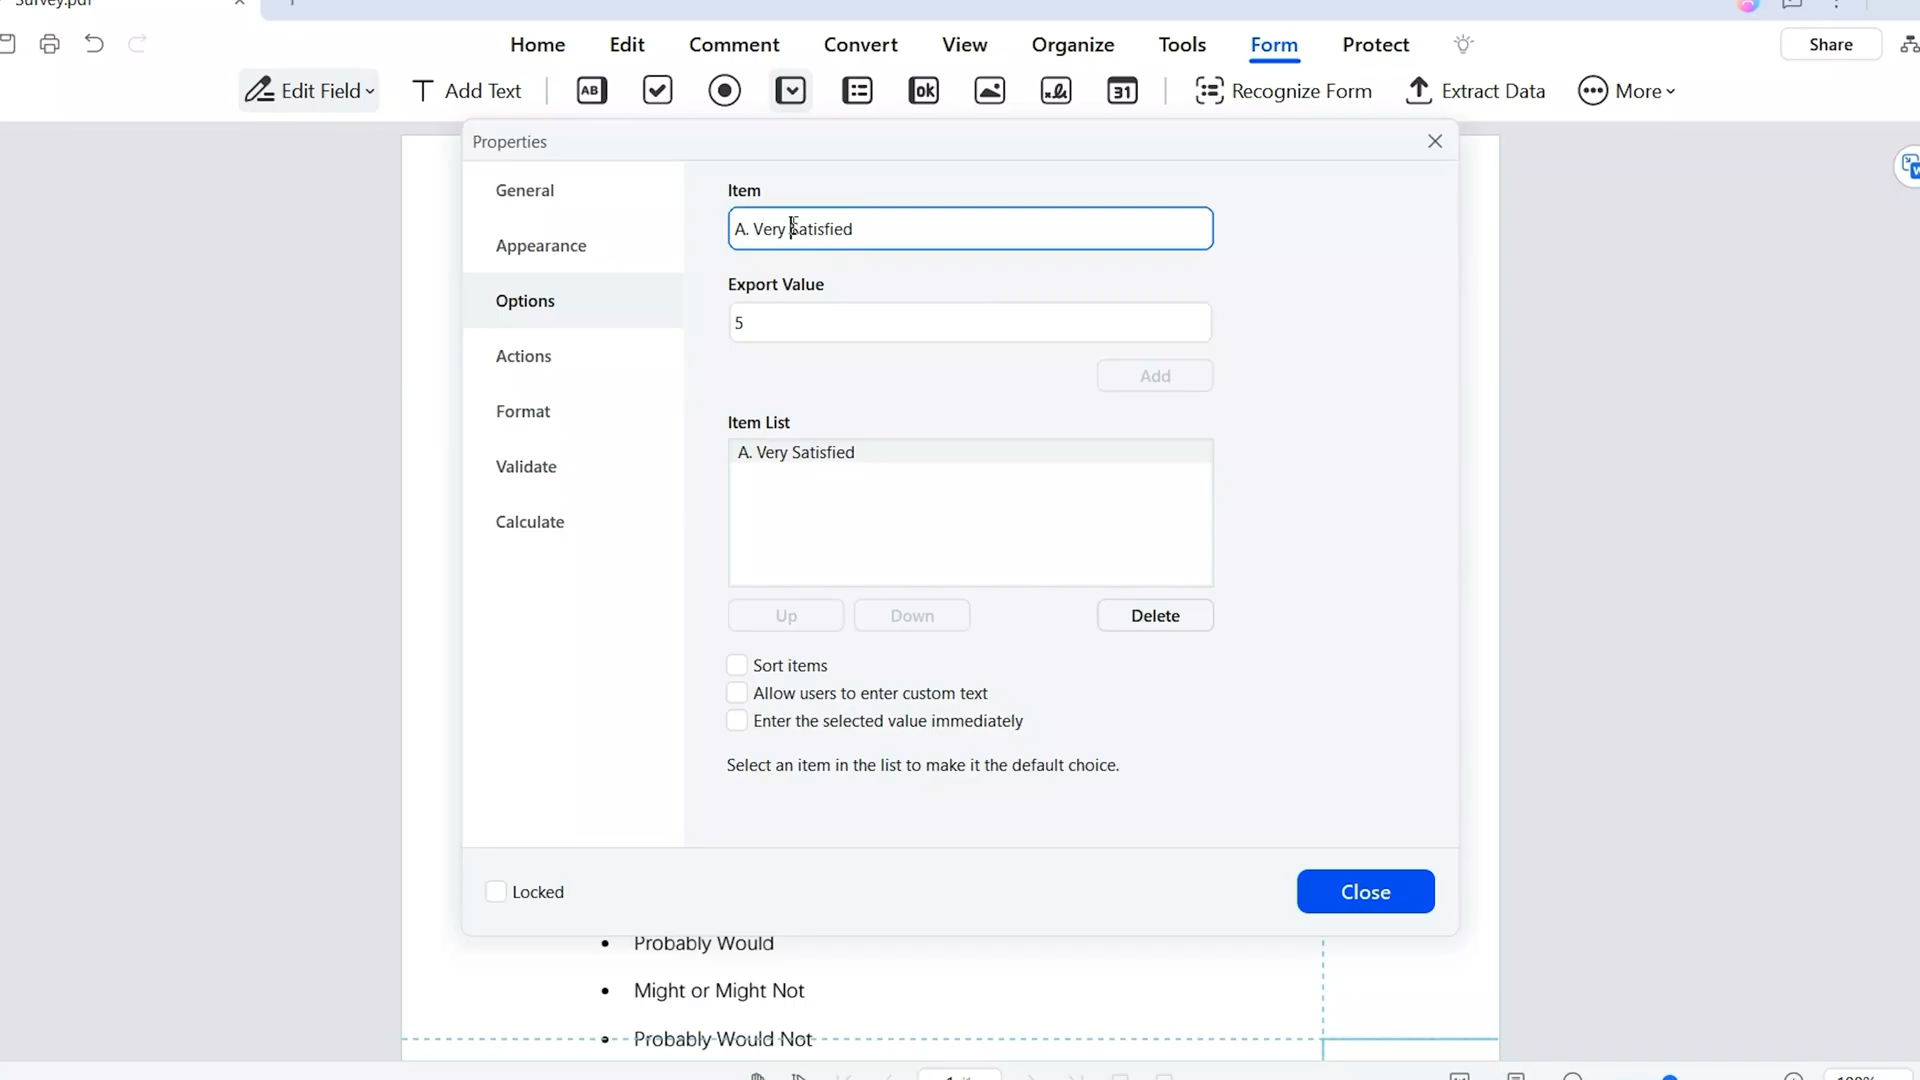 Survey.pdf
Home Edit Comment Convert View Organize Tools Form Protect
Share
Edit Field Add Text AB ok 31 Recognize Form Extract Data More
Properties
General
Appearance
Options
Actions
Format
Validate
Calculate
Item
A. Very Satisfied
Export Value
5
Add
Item List
A. Very Satisfied
Up Down Delete
Sort items
Allow users to enter custom text
Enter the selected value immediately
Select an item in the list to make it the default choice.
Locked
Close
• Probably Would
• Might or Might Not
• Probably Would Not